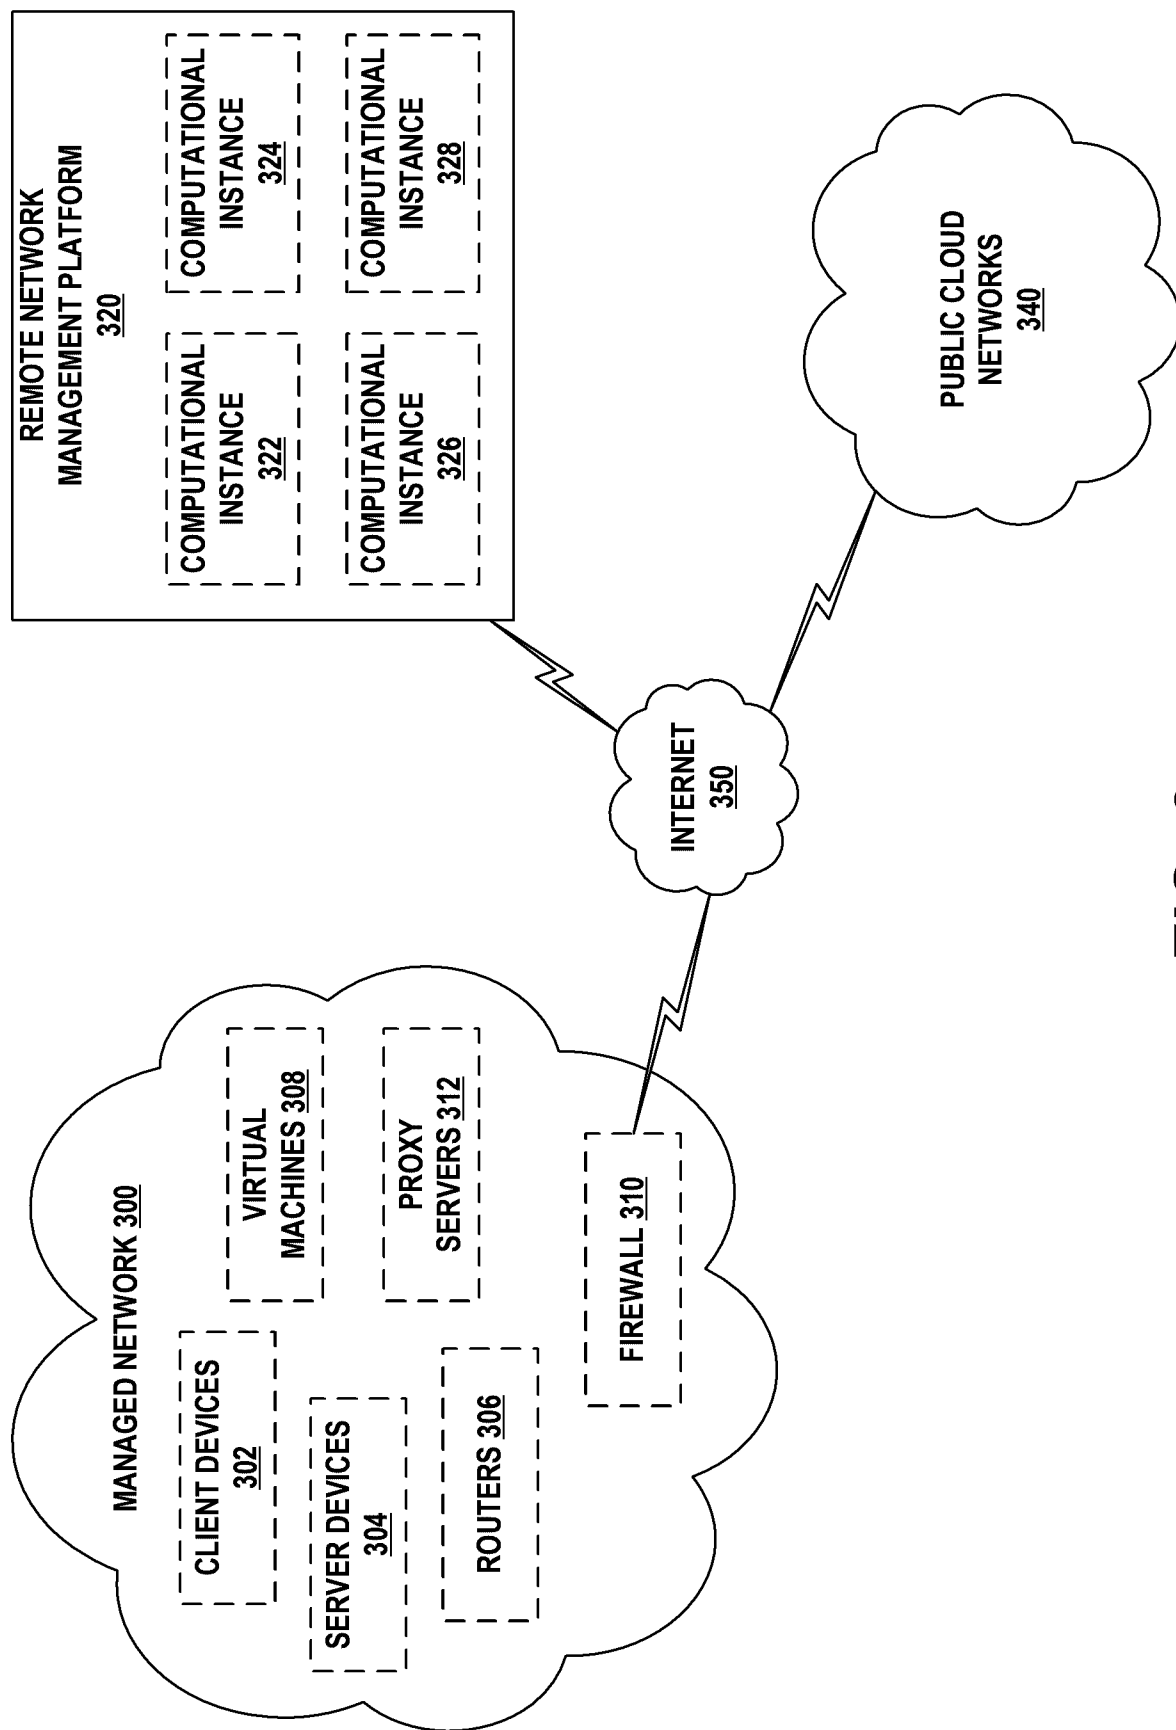 MANAGED NETWORK 300
CLIENT DEVICES
302
SERVER DEVICES
304
ROUTERS 306
VIRTUAL
MACHINES 308
PROXY
SERVERS 312
FIREWALL 310
INTERNET
350
REMOTE NETWORK
MANAGEMENT PLATFORM
320
COMPUTATIONAL
INSTANCE
322
COMPUTATIONAL
INSTANCE
324
COMPUTATIONAL
INSTANCE
326
COMPUTATIONAL
INSTANCE
328
PUBLIC CLOUD
NETWORKS
340